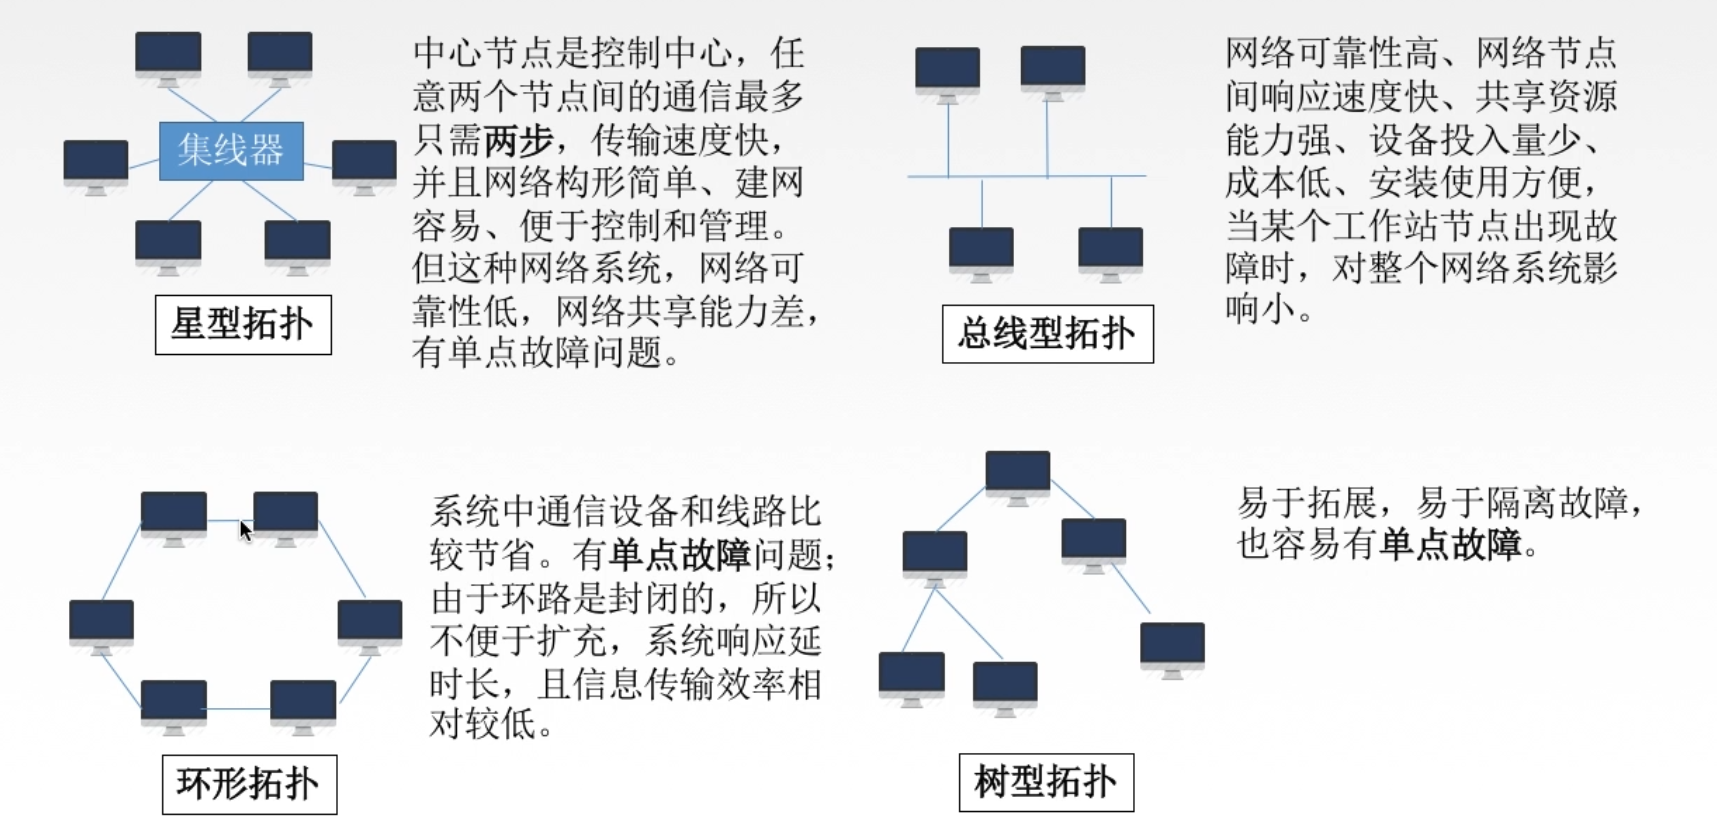 集线器
星型拓扑
中心节点是控制中心，任
意两个节点间的通信最多
只需两步，传输速度快，
并且网络构形简单、建网
容易、便于控制和管理。
但这种网络系统，网络可
靠性低，网络共享能力差，
有单点故障问题。
总线型拓扑
网络可靠性高、网络节点
间响应速度快、共享资源
能力强、设备投入量少、
成本低、安装使用方便，
当某个工作站节点出现故
障时，对整个网络系统影
响小。
环形拓扑
系统中通信设备和线路比
较节省。有单点故障问题；
由于环路是封闭的，所以
不便于扩充，系统响应延
时长，且信息传输效率相
对较低。
树型拓扑
易于拓展，易于隔离故障，
也容易有单点故障。